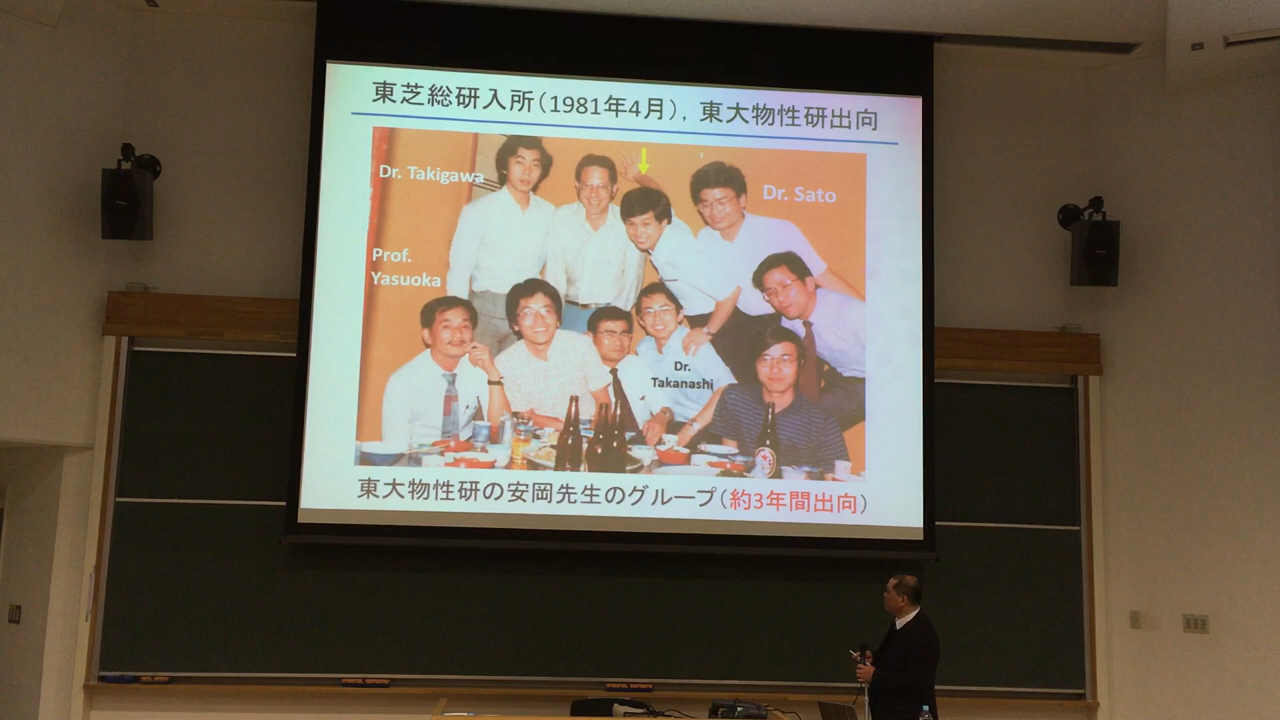 東芝総研入所（1981年4月），東大物性研出向
Dr. Takigawa
Dr. Sato
Prof.
Yasuoka
Dr.
Takanashi
東大物性研の安岡先生のグループ（約3年間出向）